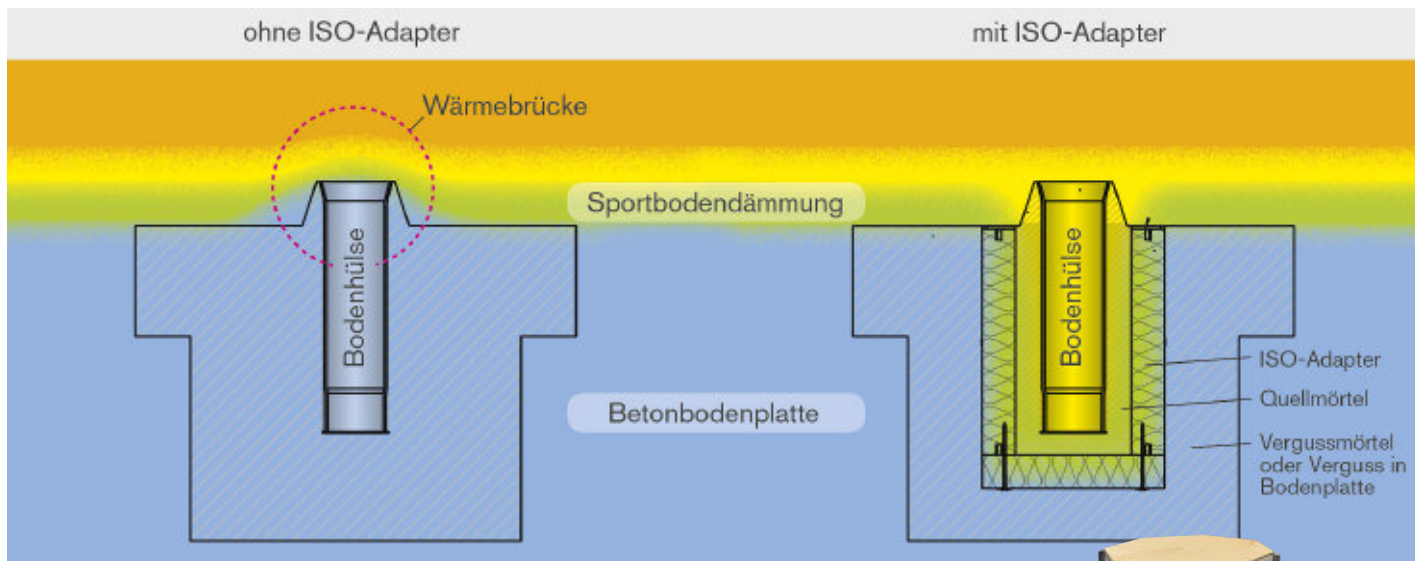 ohne ISO-Adapter
mit ISO-Adapter
Wärmebrücke
Sportbodendämmung
Bodenhülse
Bodenhülse
ISO-Adapter
Betonbodenplatte
Quellmörtel
Vergussmörtel
oder Verguss in
Bodenplatte